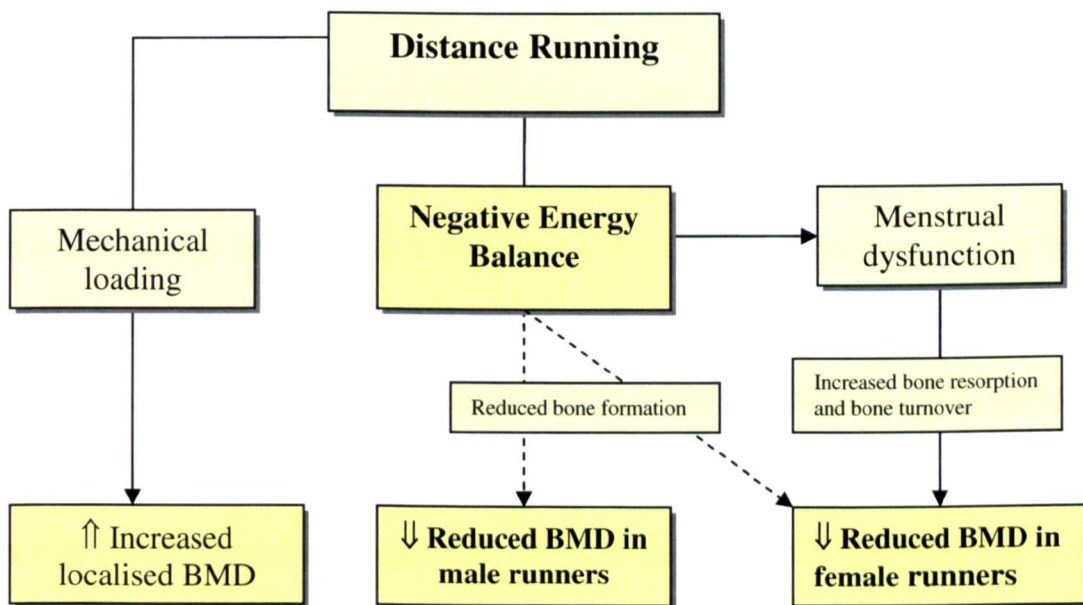 Distance Running
Negative Energy
Balance
Mechanical
loading
Menstrual
dysfunction
Reduced bone formation
Increased bone resorption
and bone turnover
⇑ Increased
localised BMD
⇓ Reduced BMD in
male runners
⇓ Reduced BMD in
female runners